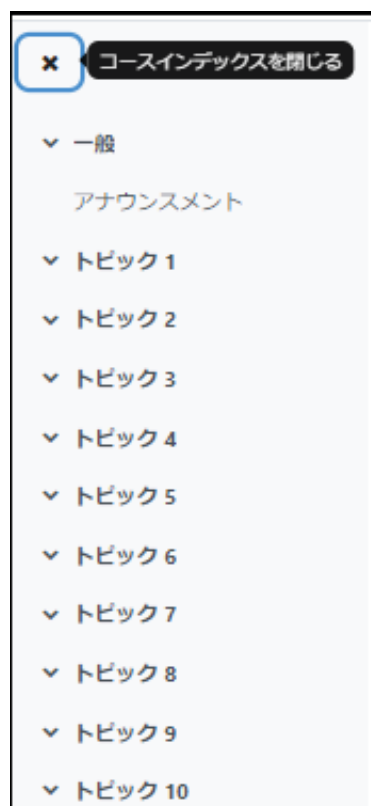 コースインデックスを閉じる
一般
アナウンスメント
トピック 1
トピック 2
トピック 3
トピック 4
トピック 5
トピック 6
トピック 7
トピック 8
トピック 9
トピック 10